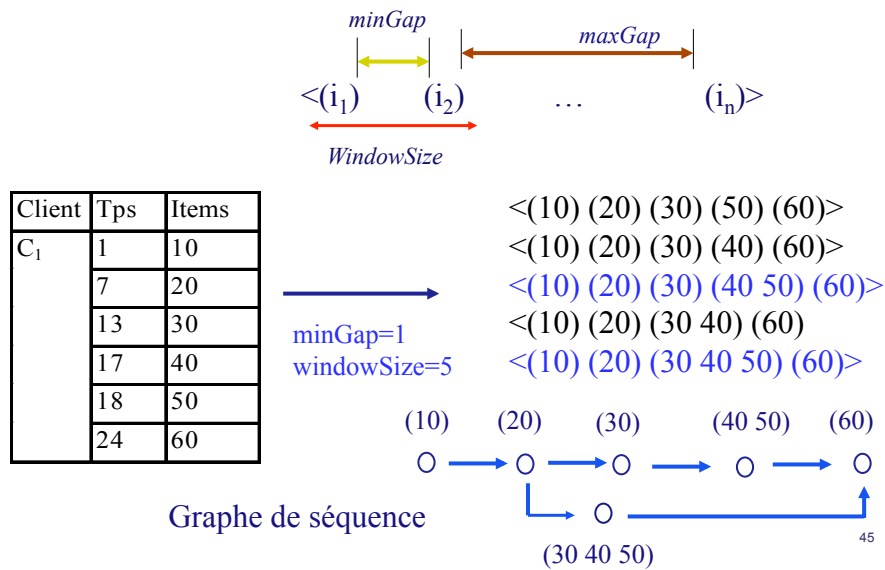 minGap
maxGap
<(i1) (i2) … (in)>
WindowSize
Client Tps Items
C1 1 10
7 20
13 30
17 40
18 50
24 60
minGap=1
windowSize=5
<(10) (20) (30) (50) (60)>
<(10) (20) (30) (40) (60)>
<(10) (20) (30) (40 50) (60)>
<(10) (20) (30 40) (60)
<(10) (20) (30 40 50) (60)>
(10) (20) (30) (40 50) (60)
Graphe de séquence
(30 40 50)
45